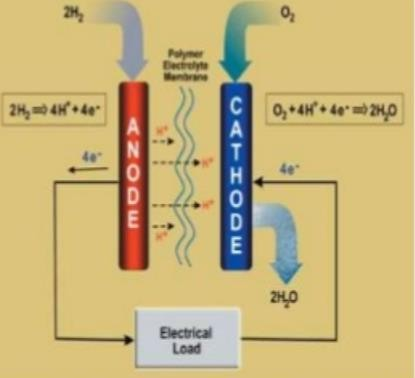 2H₂
O₂
Polymer
Electrolyte
Membrane
2H₂⇒4H⁺+4e⁻
O₂+4H⁺+4e⁻⇒2H₂O
ANODE
CATHODE
H⁺
H⁺
H⁺
H⁺
4e⁻
4e⁻
2H₂O
Electrical
Load